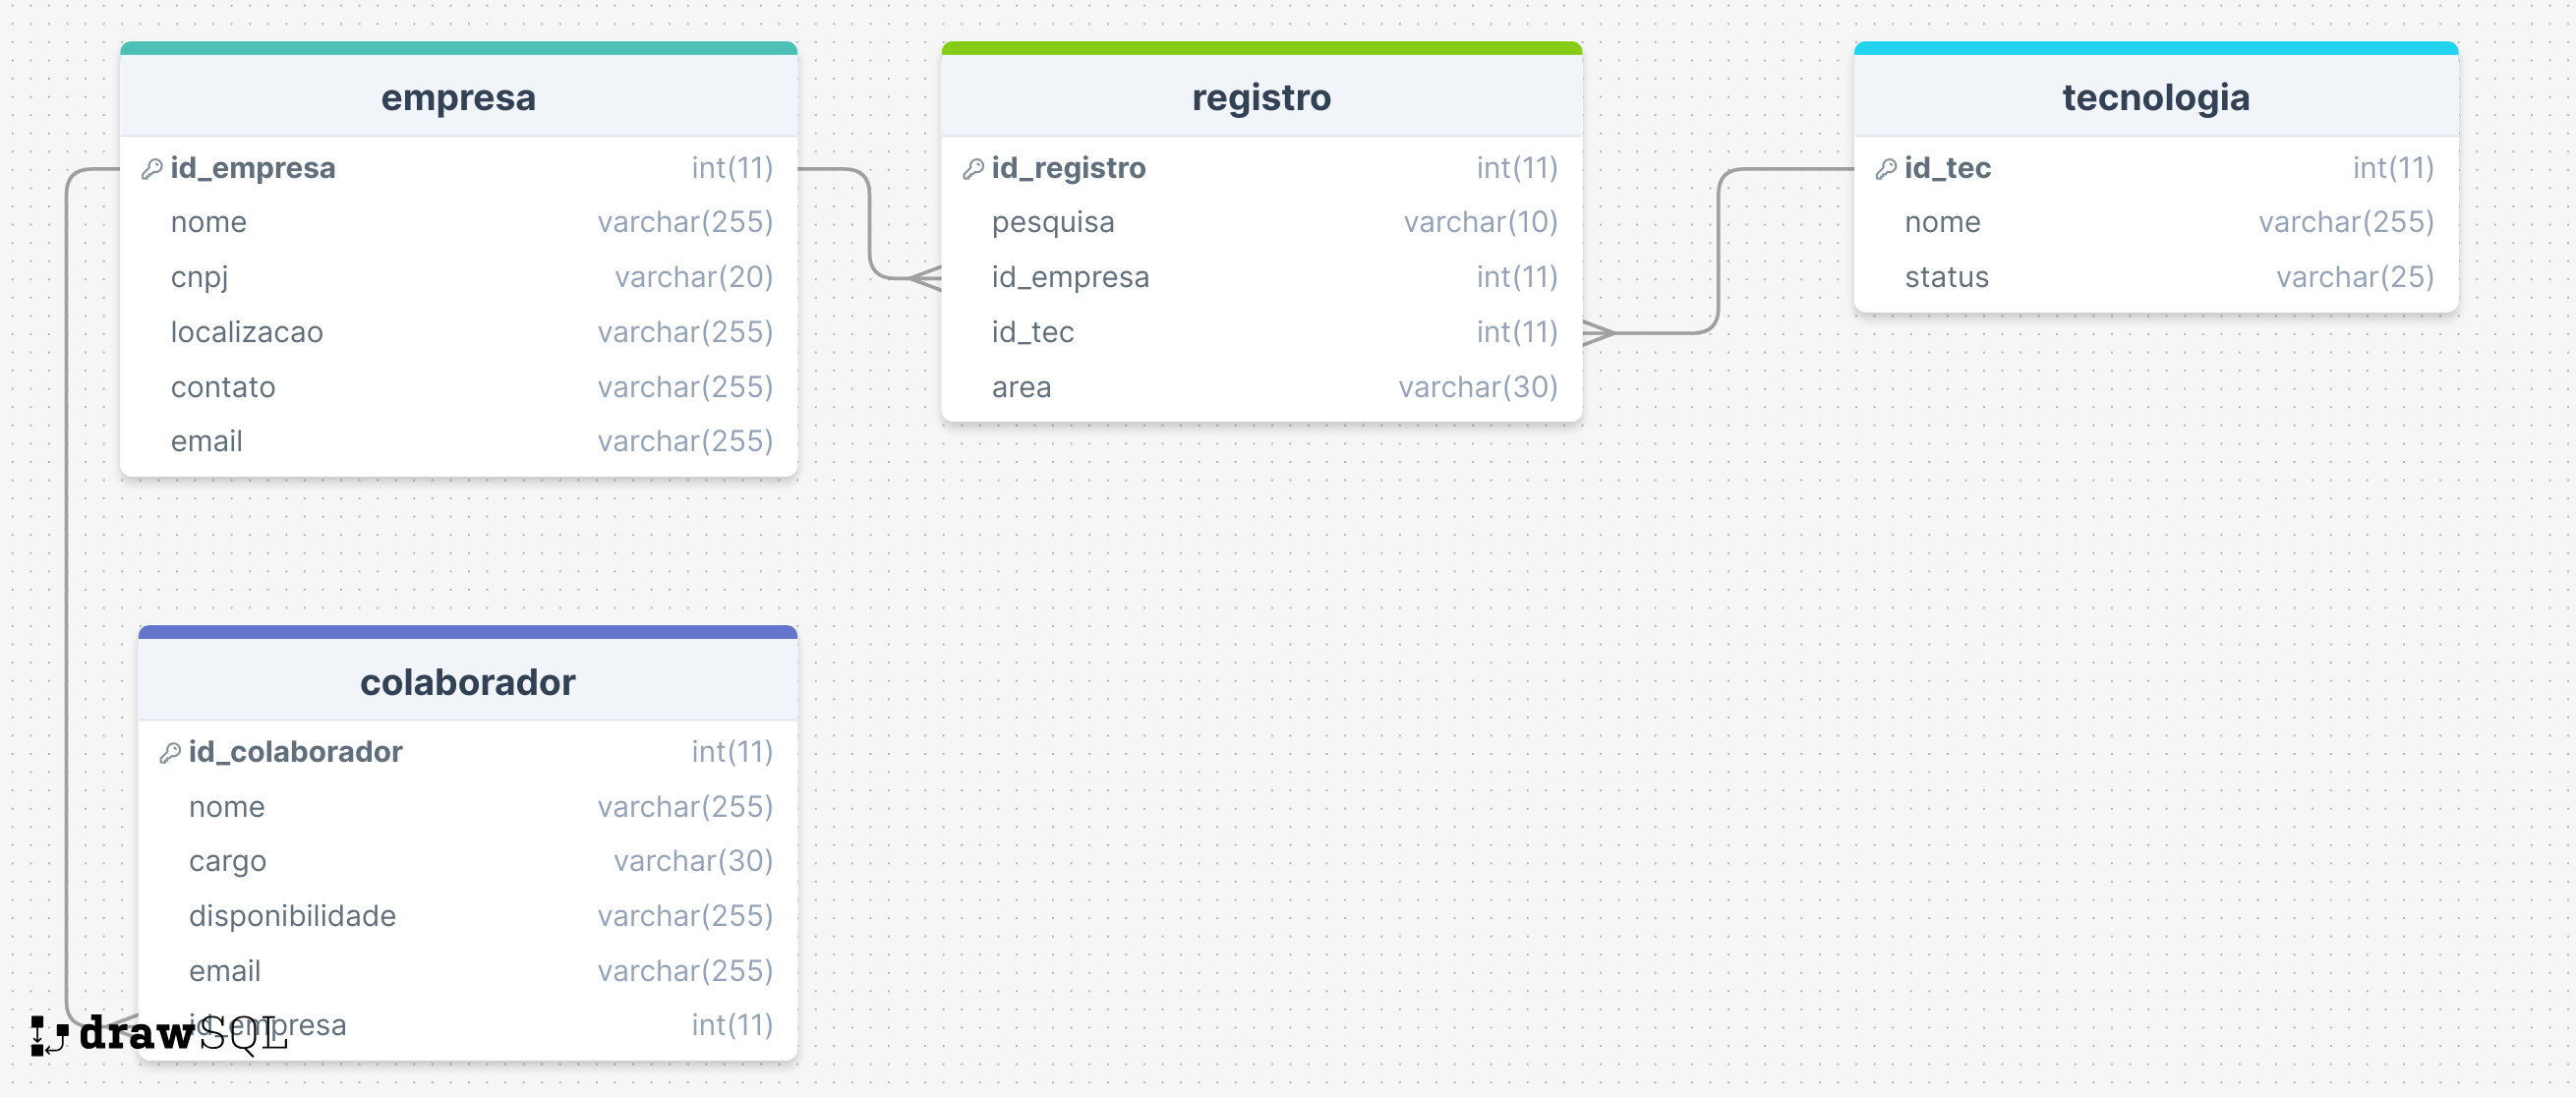 empresa
id_empresa int(11)
nome varchar(255)
cnpj varchar(20)
localizacao varchar(255)
contato varchar(255)
email varchar(255)
registro
id_registro int(11)
pesquisa varchar(10)
id_empresa int(11)
id_tec int(11)
area varchar(30)
tecnologia
id_tec int(11)
nome varchar(255)
status varchar(25)
colaborador
id_colaborador int(11)
nome varchar(255)
cargo varchar(30)
disponibilidade varchar(255)
email varchar(255)
id_empresa int(11)
drawSQL